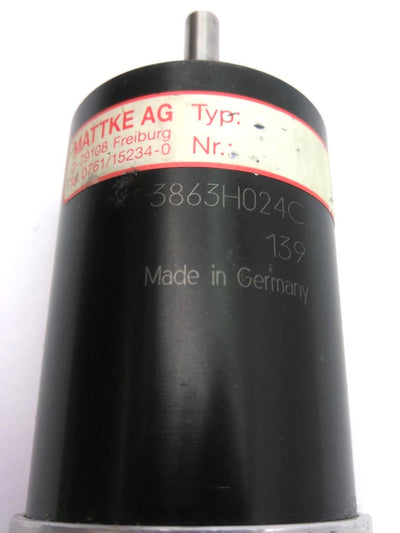 MATTKE AG
D-79108 Freiburg
0761/15234-0
Typ:
Nr.:
3863H024C
139
Made in Germany